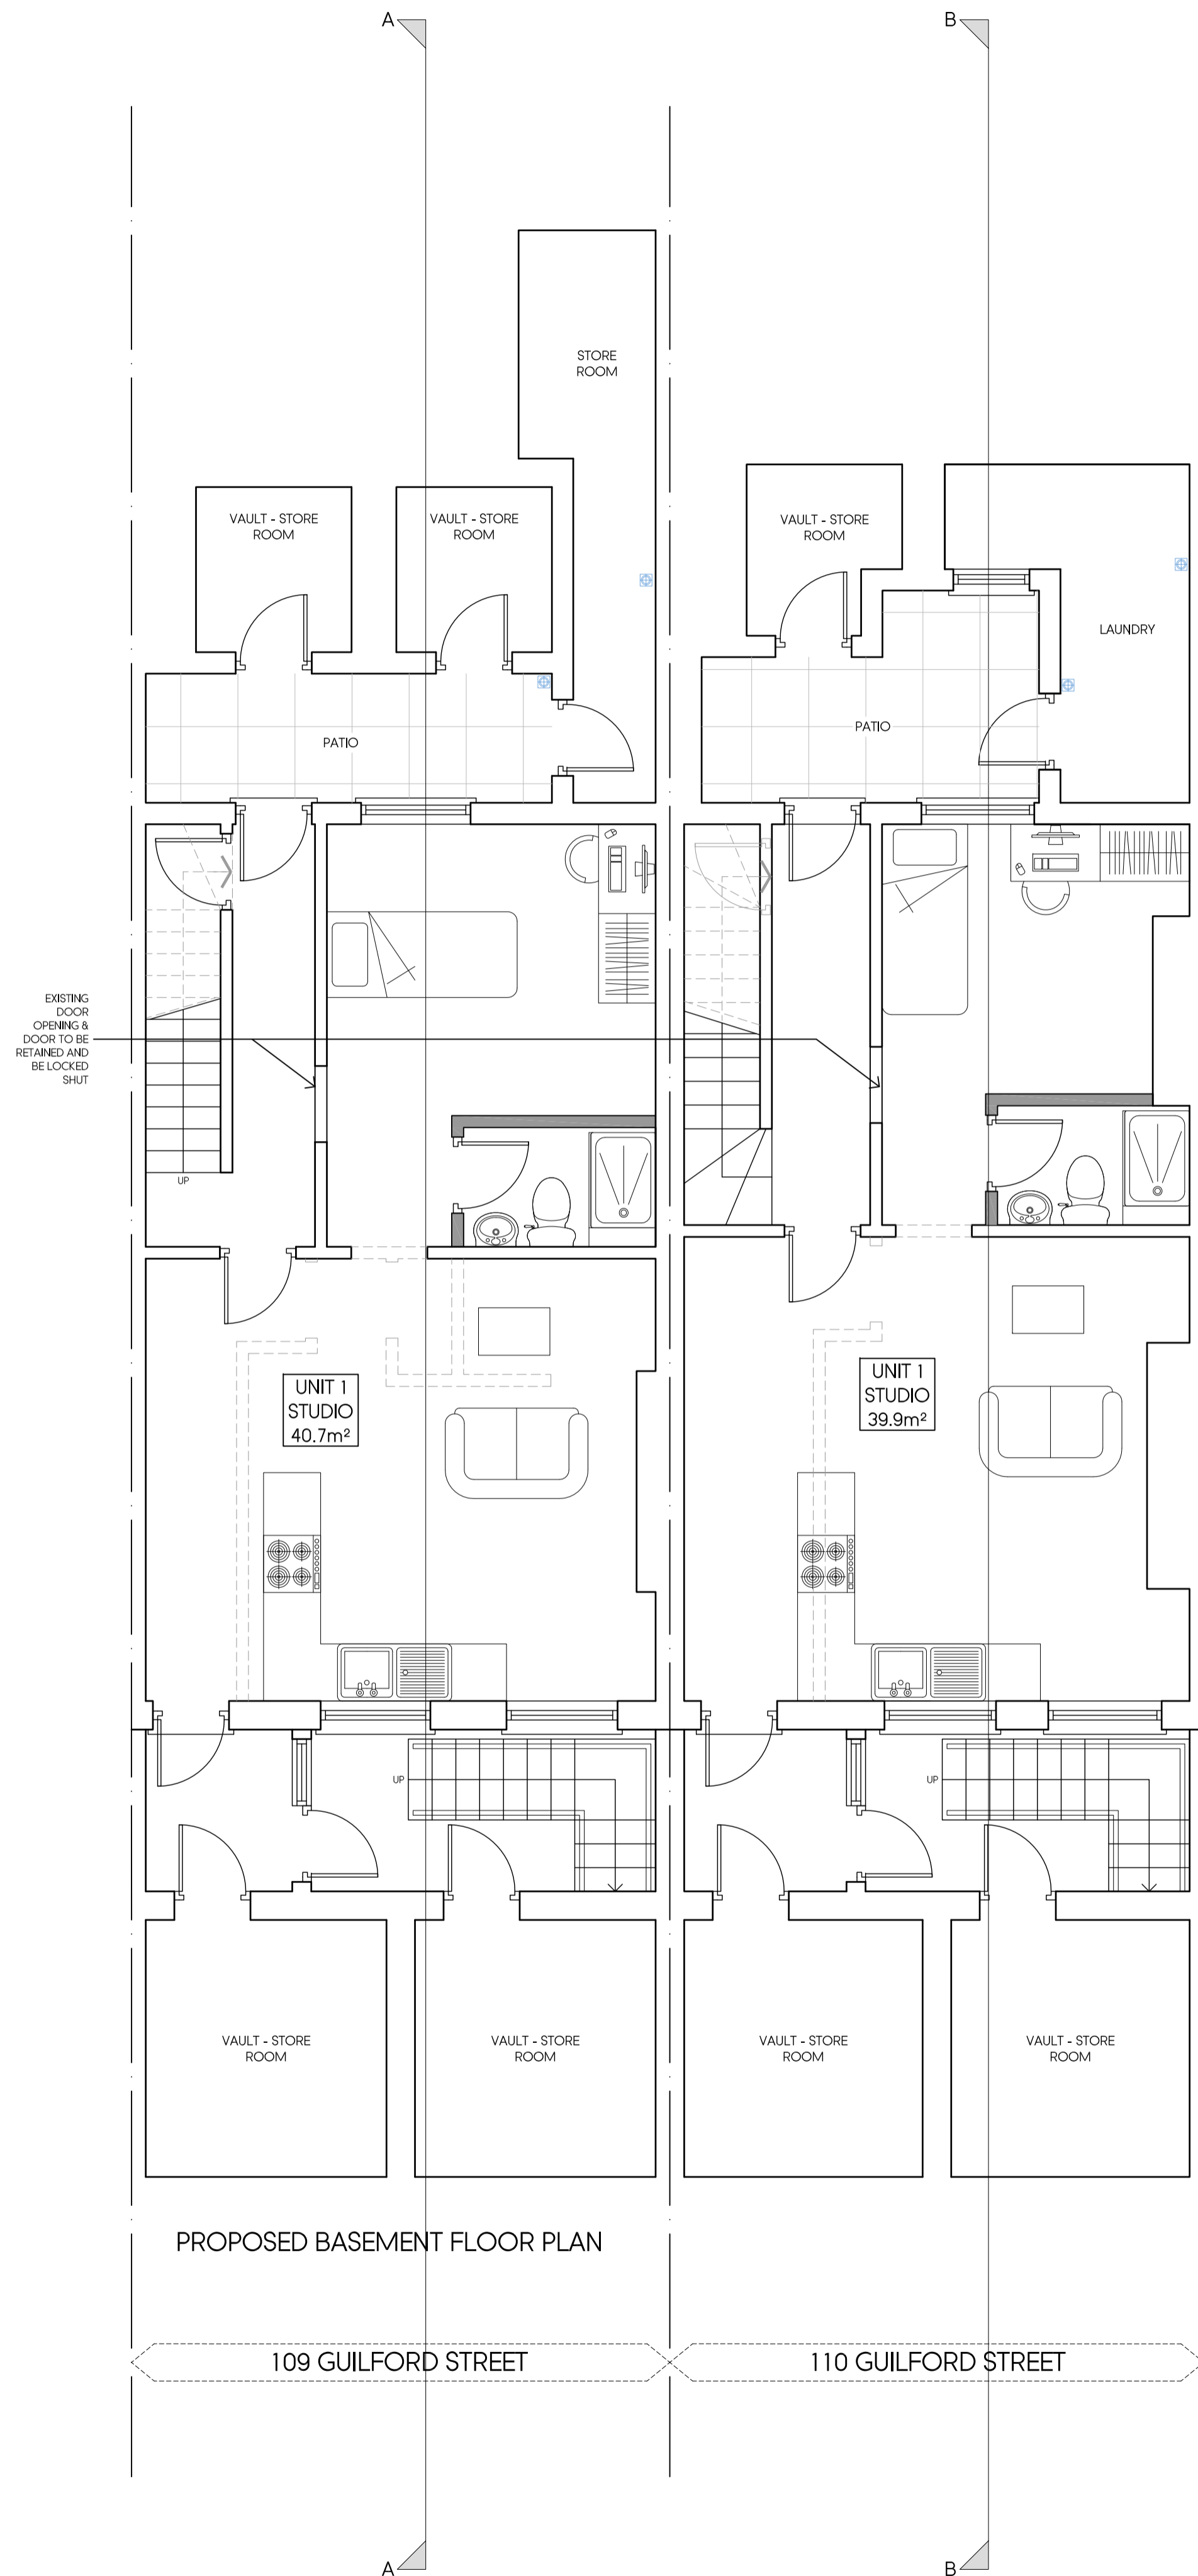 A
B
STORE
ROOM
VAULT - STORE
ROOM
VAULT - STORE
ROOM
VAULT - STORE
ROOM
LAUNDRY
PATIO
PATIO
EXISTING
DOOR
OPENING &
DOOR TO BE
RETAINED AND
BE LOCKED
SHUT
UP
UNIT 1
STUDIO
40.7m²
UNIT 1
STUDIO
39.9m²
UP
UP
VAULT - STORE
ROOM
VAULT - STORE
ROOM
VAULT - STORE
ROOM
VAULT - STORE
ROOM
PROPOSED BASEMENT FLOOR PLAN
109 GUILFORD STREET
110 GUILFORD STREET
A
B